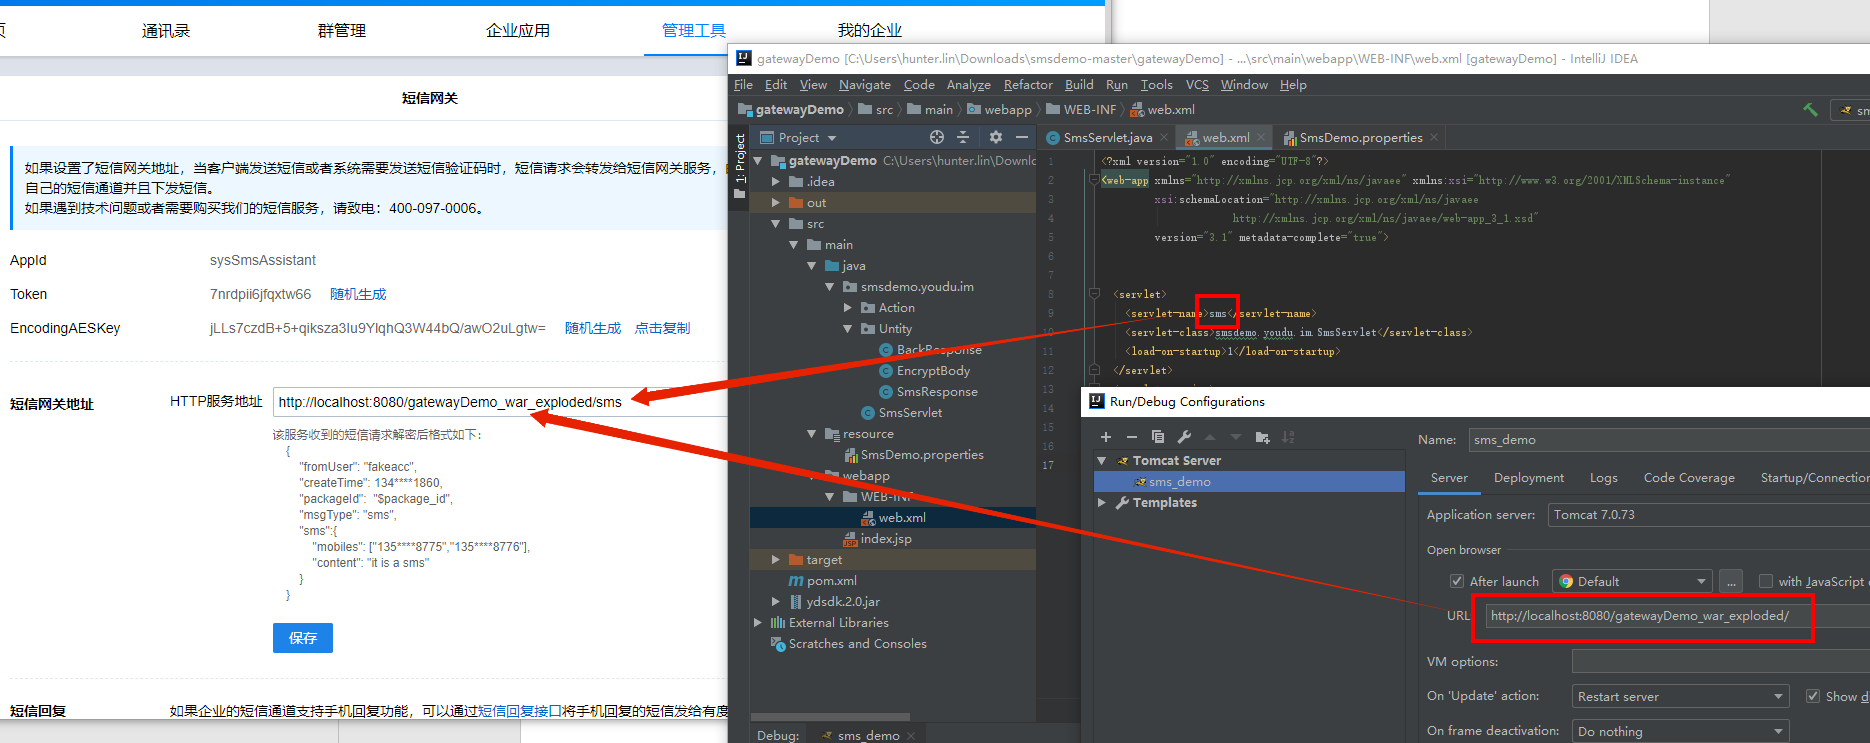 页
通讯录
群管理
企业应用
管理工具
我的企业
短信网关
如果设置了短信网关地址，当客户端发送短信或者系统需要发送短信验证码时，短信请求会转发给短信网关服务，
自己的短信通道并且下发短信。
如果遇到技术问题或者需要购买我们的短信服务，请致电：400-097-0006。
AppId
sysSmsAssistant
Token
7nrdpii6jfqxtw66
随机生成
EncodingAESKey
jLLs7czdB+5+qiksza3Iu9YIqhQ3W44bQ/awO2uLgtw=
随机生成
点击复制
短信网关地址
HTTP服务地址
http://localhost:8080/gatewayDemo_war_exploded/sms
该服务收到的短信请求解密后格式如下：
{
"fromUser": "fakeacc",
"createTime": 134****1860,
"packageId": "$package_id",
"msgType": "sms",
"sms":{
"mobiles": ["135****8775","135****8776"],
"content": "it is a sms"
}
}
保存
短信回复
如果企业的短信通道支持手机回复功能，可以通过短信回复接口将手机回复的短信发给有度
gatewayDemo [C:\Users\hunter.lin\Downloads\smsdemo-master\gatewayDemo] - ...\src\main\webapp\WEB-INF\web.xml [gatewayDemo] - IntelliJ IDEA
File Edit View Navigate Code Analyze Refactor Build Run Tools VCS Window Help
gatewayDemo src main webapp WEB-INF web.xml
sm
1: Project
Project
SmsServlet.java
web.xml
SmsDemo.properties
gatewayDemo C:\Users\hunter.lin\Downlo
.idea
out
src
main
java
smsdemo.youdu.im
Action
Untity
BackResponse
EncryptBody
SmsResponse
SmsServlet
resource
SmsDemo.properties
webapp
WEB-INF
web.xml
index.jsp
target
pom.xml
ydsdk.2.0.jar
External Libraries
Scratches and Consoles
1 <?xml version="1.0" encoding="UTF-8"?>
2 <web-app xmlns="http://xmlns.jcp.org/xml/ns/javaee" xmlns:xsi="http://www.w3.org/2001/XMLSchema-instance"
3 xsi:schemaLocation="http://xmlns.jcp.org/xml/ns/javaee
4 http://xmlns.jcp.org/xml/ns/javaee/web-app_3_1.xsd"
5 version="3.1" metadata-complete="true">
6
7
8 <servlet>
9 <servlet-name>sms</servlet-name>
10 <servlet-class>smsdemo.youdu.im.SmsServlet</servlet-class>
11 <load-on-startup>1</load-on-startup>
12 </servlet>
13
14
15
16
17
Debug:
sms_demo
Run/Debug Configurations
Tomcat Server
sms_demo
Templates
Name: sms_demo
Server Deployment Logs Code Coverage Startup/Connection
Application server: Tomcat 7.0.73
Open browser
After launch Default ... with JavaScript
URL http://localhost:8080/gatewayDemo_war_exploded/
VM options:
On 'Update' action: Restart server Show d
On frame deactivation: Do nothing